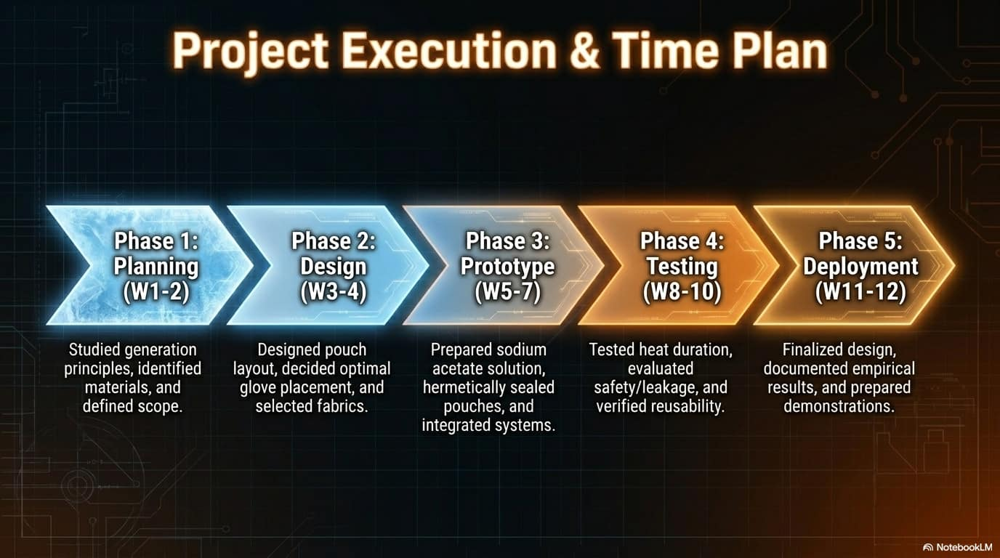 Project Execution & Time Plan
Phase 1:
Planning
(W1-2)
Studied generation
principles, identified
materials, and
defined scope.
Phase 2:
Design
(W3-4)
Designed pouch
layout, decided optimal
glove placement, and
selected fabrics.
Phase 3:
Prototype
(W5-7)
Prepared sodium
acetate solution,
hermetically sealed
pouches, and
integrated systems.
Phase 4:
Testing
(W8-10)
Tested heat duration,
evaluated
safety/leakage, and
verified reusability.
Phase 5:
Deployment
(W11-12)
Finalized design,
documented empirical
results, and prepared
demonstrations.
NotebookLM